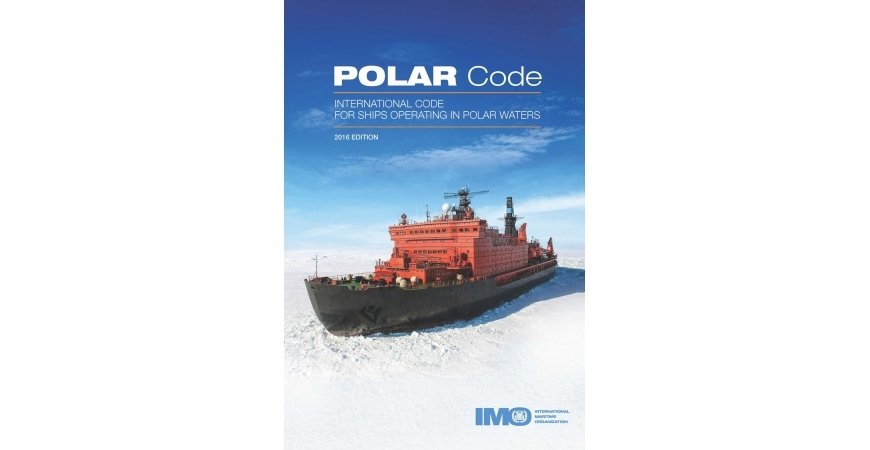 POLAR Code
INTERNATIONAL CODE
FOR SHIPS OPERATING IN POLAR WATERS
2016 EDITION
IMO
INTERNATIONAL
MARITIME
ORGANIZATION